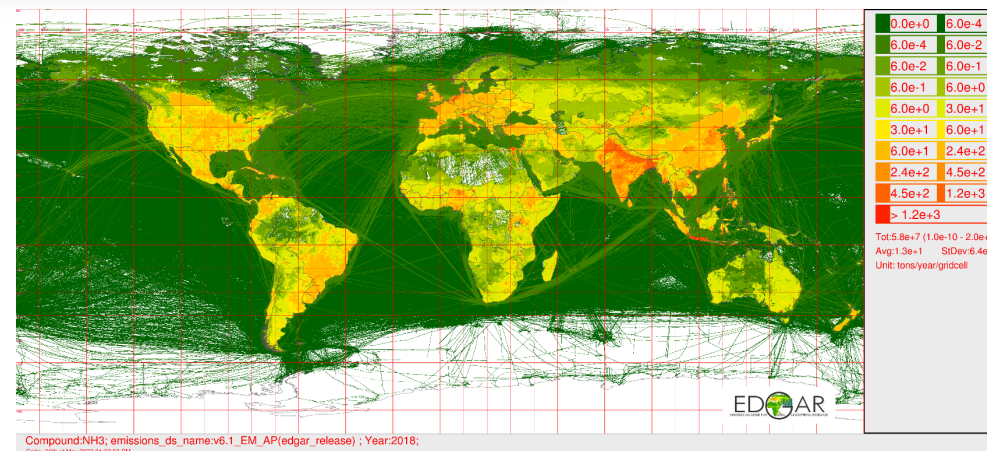 0.0e+0 6.0e-4
6.0e-4 6.0e-2
6.0e-2 6.0e-1
6.0e-1 6.0e+0
6.0e+0 3.0e+1
3.0e+1 6.0e+1
6.0e+1 2.4e+2
2.4e+2 4.5e+2
4.5e+2 1.2e+3
> 1.2e+3
Tot:5.8e+7 (1.0e-10 - 2.0e+
Avg:1.3e+1 StDev:6.4e
Unit: tons/year/gridcell
EDGAR
Compound:NH3; emissions_ds_name:v6.1_EM_AP(edgar_release) ; Year:2018;